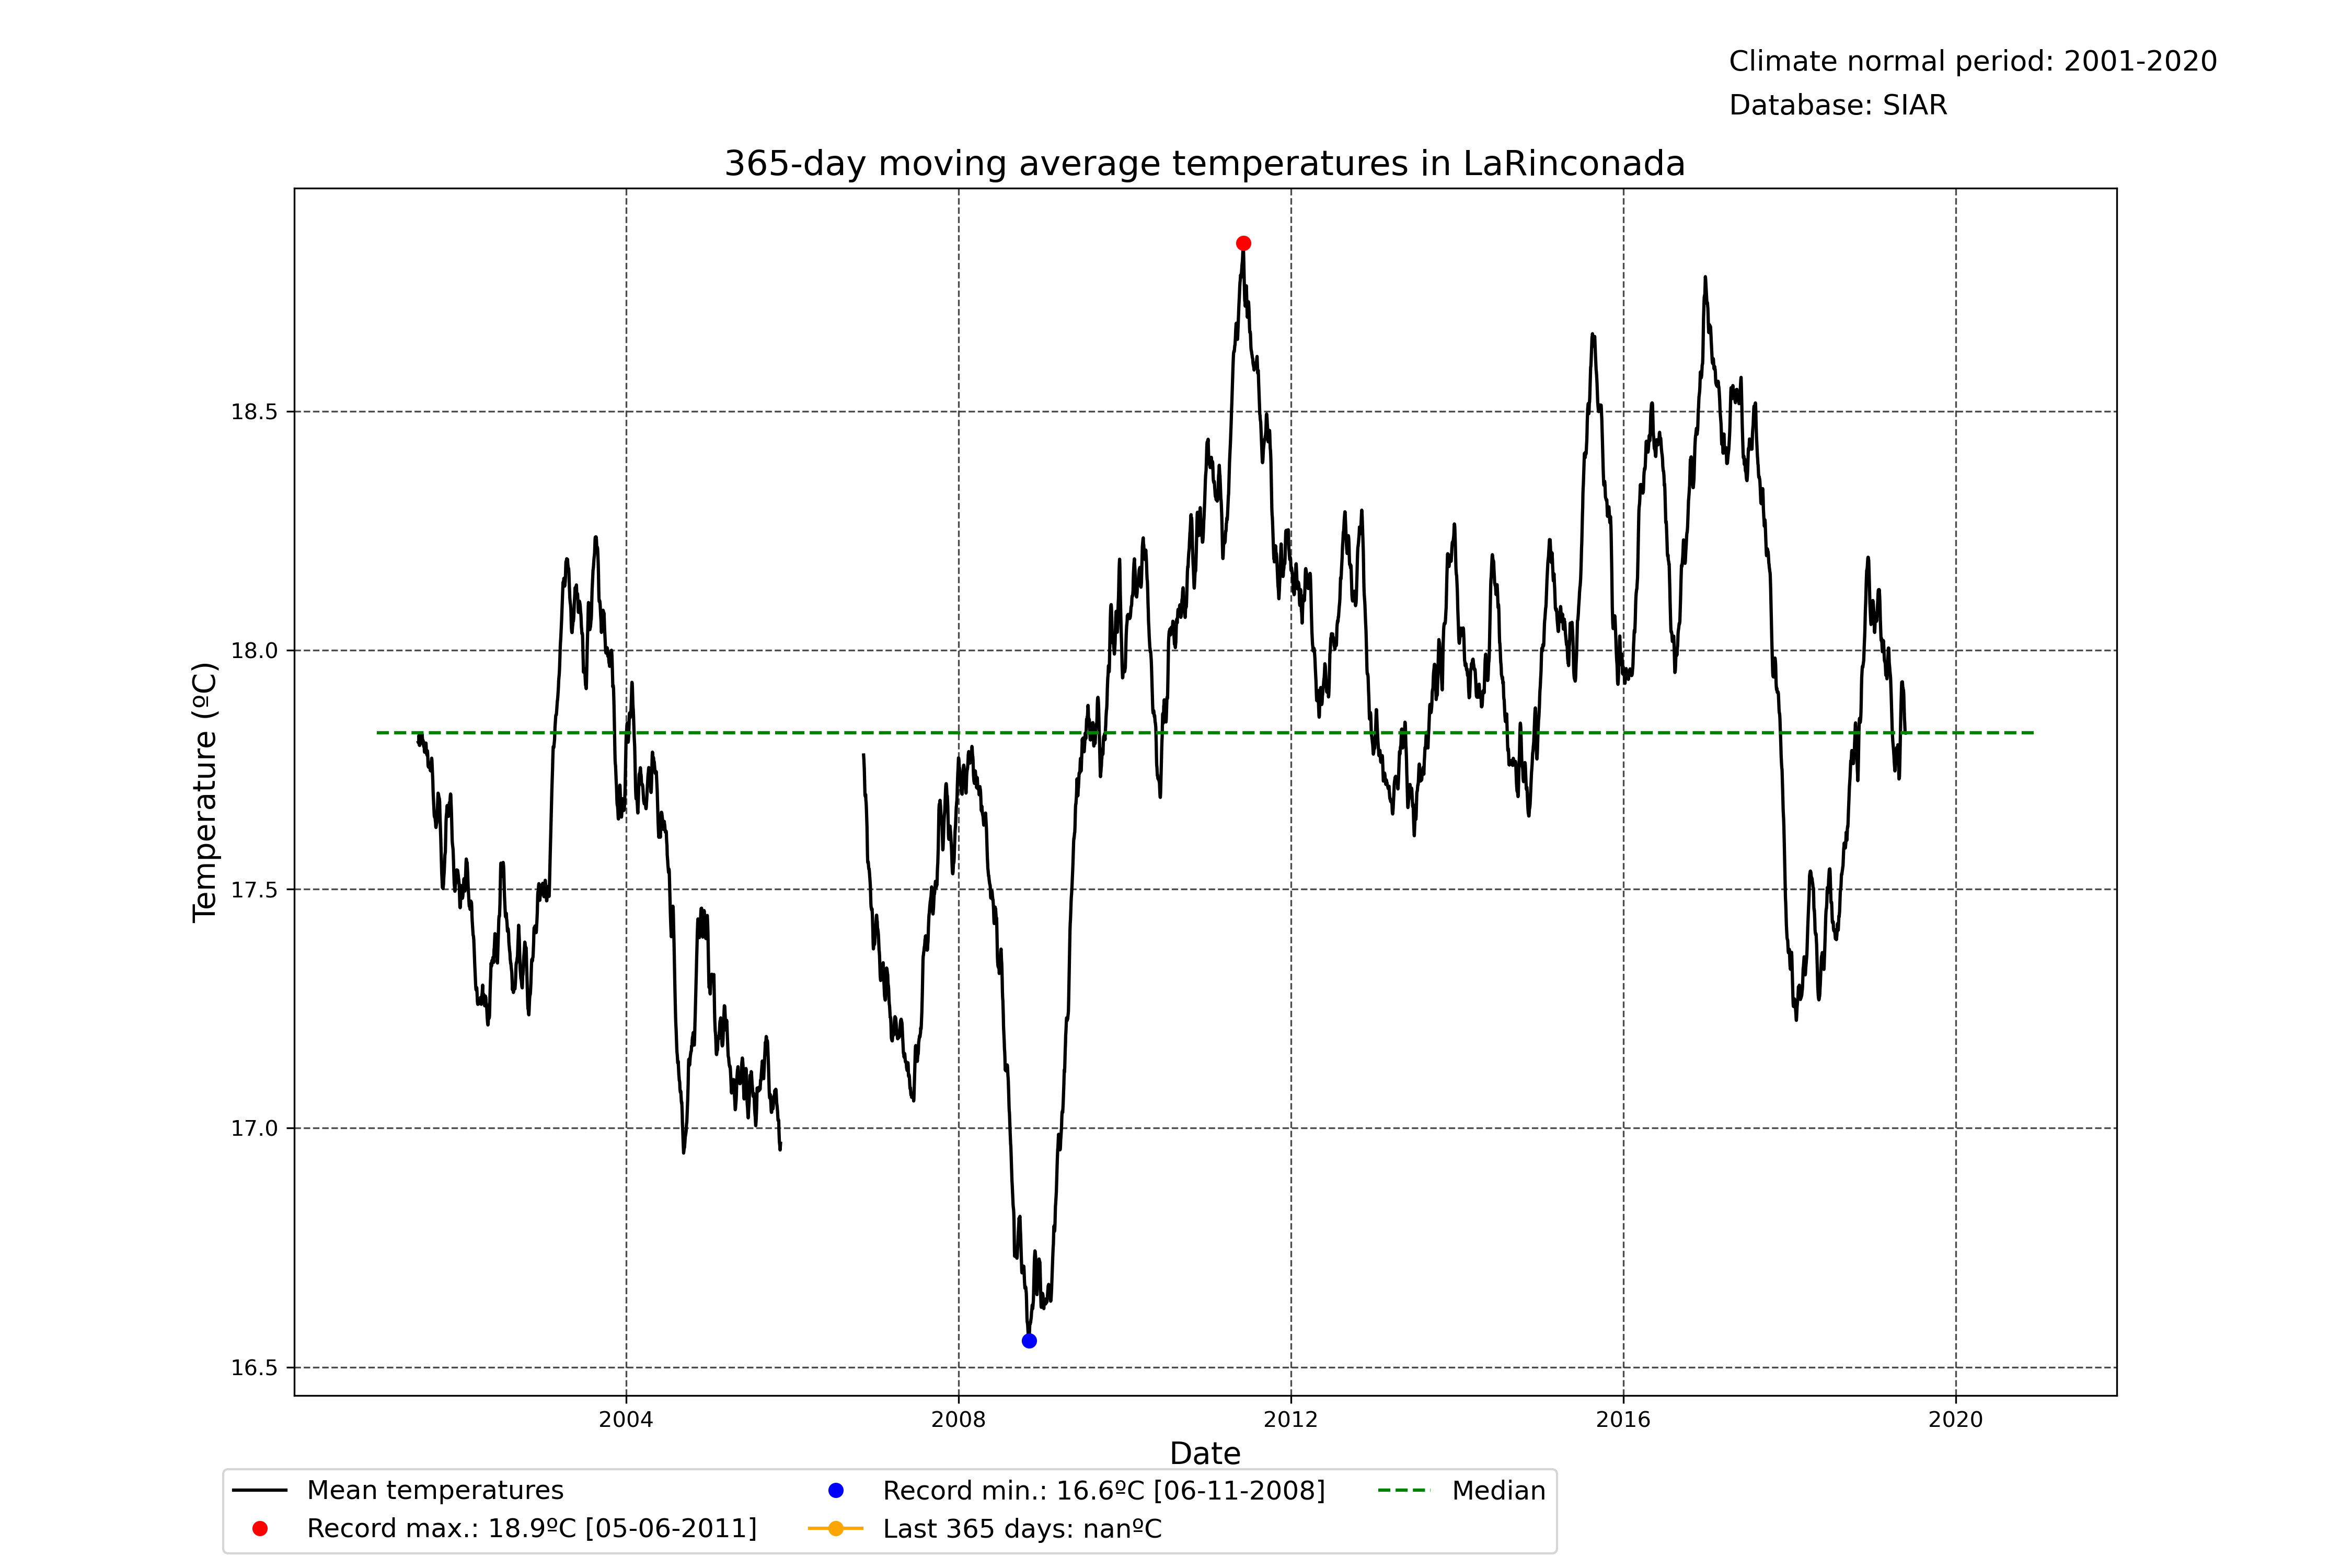 Climate normal period: 2001-2020
Database: SIAR
365-day moving average temperatures in LaRinconada
Temperature (ºC)
18.5
18.0
17.5
17.0
16.5
2004 2008 2012 2016 2020
Date
Mean temperatures
Record max.: 18.9ºC [05-06-2011]
Record min.: 16.6ºC [06-11-2008]
Last 365 days: nanºC
Median